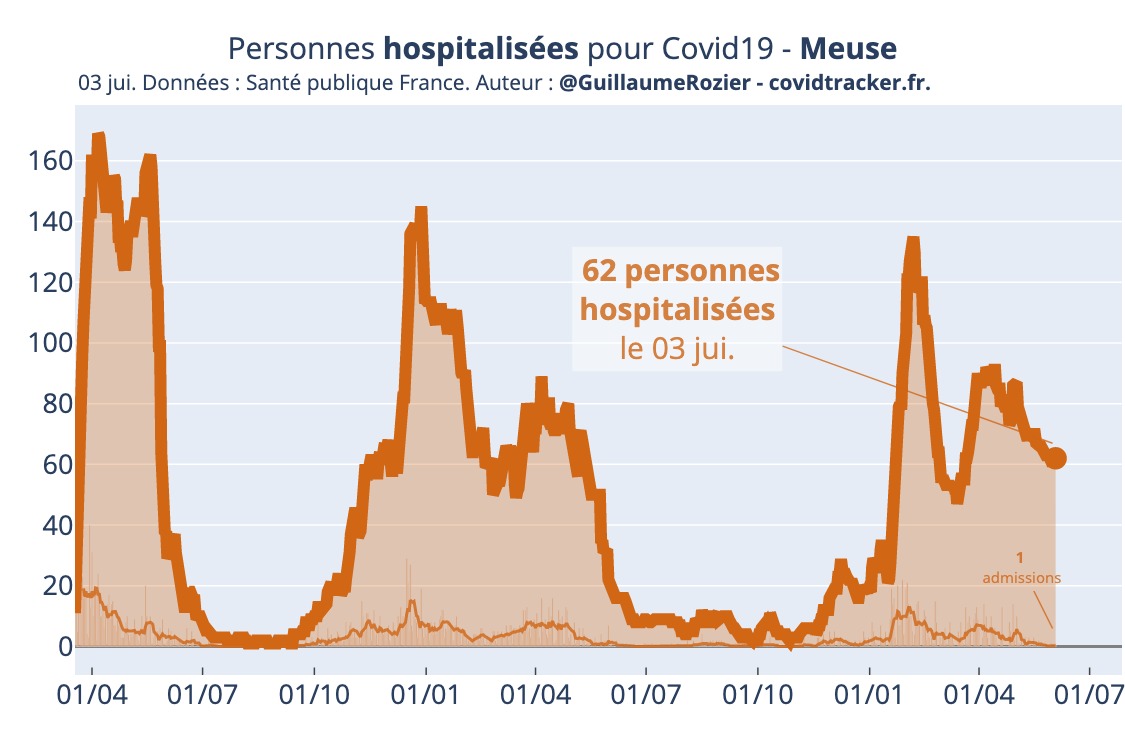 Personnes hospitalisées pour Covid19 - Meuse
03 jui. Données : Santé publique France. Auteur : @GuillaumeRozier - covidtracker.fr.
160
140
120
100
80
60
40
20
0
62 personnes
hospitalisées
le 03 jui.
1
admissions
01/04 01/07 01/10 01/01 01/04 01/07 01/10 01/01 01/04 01/07